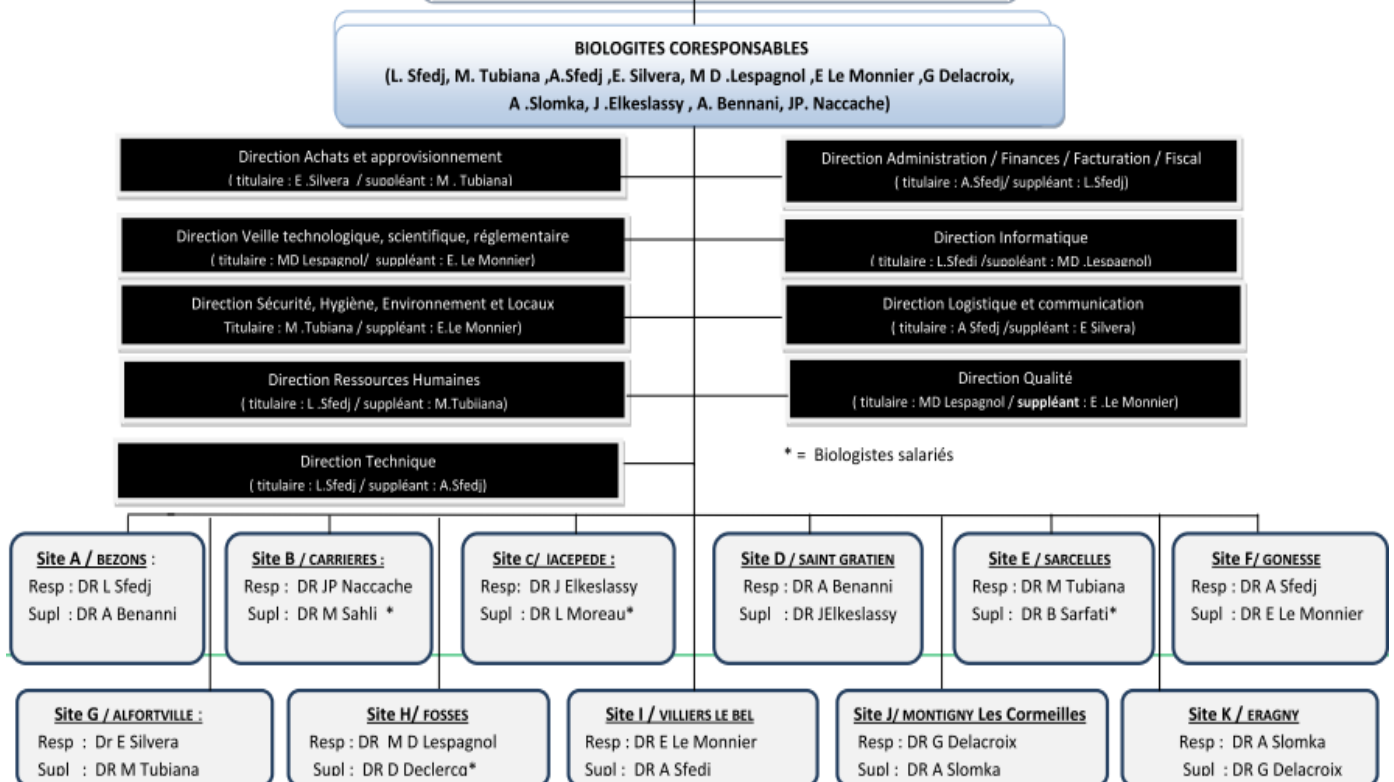 BIOLOGITES CORESPONSABLES
(L. Sfedj, M. Tubiana ,A.Sfedj ,E. Silvera, M D .Lespagnol ,E Le Monnier ,G Delacroix,
A .Slomka, J .Elkeslassy , A. Bennani, JP. Naccache)
Direction Achats et approvisionnement
( titulaire : E .Silvera / suppléant : M . Tubiana)
Direction Administration / Finances / Facturation / Fiscal
( titulaire : A.Sfedj/ suppléant : L.Sfedj)
Direction Veille technologique, scientifique, réglementaire
( titulaire : MD Lespagnol/ suppléant : E. Le Monnier)
Direction Informatique
( titulaire : L.Sfedj /suppléant : MD .Lespagnol)
Direction Sécurité, Hygiène, Environnement et Locaux
Titulaire : M .Tubiana / suppléant : E.Le Monnier)
Direction Logistique et communication
( titulaire : A Sfedj /suppléant : E Silvera)
Direction Ressources Humaines
( titulaire : L .Sfedj / suppléant : M.Tubiiana)
Direction Qualité
( titulaire : MD Lespagnol / suppléant : E .Le Monnier)
Direction Technique
( titulaire : L.Sfedj / suppléant : A.Sfedj)
* = Biologistes salariés
Site A / BEZONS :
Resp : DR L Sfedj
Supl : DR A Benanni
Site B / CARRIERES :
Resp : DR JP Naccache
Supl : DR M Sahli *
Site C/ lACEPEDE :
Resp: DR J Elkeslassy
Supl : DR L Moreau*
Site D / SAINT GRATIEN
Resp : DR A Benanni
Supl : DR JElkeslassy
Site E / SARCELLES
Resp : DR M Tubiana
Supl : DR B Sarfati*
Site F/ GONESSE
Resp : DR A Sfedj
Supl : DR E Le Monnier
Site G / ALFORTVILLE :
Resp : Dr E Silvera
Supl : DR M Tubiana
Site H/ FOSSES
Resp : DR M D Lespagnol
Supl : DR D Declercq*
Site I / VILLIERS LE BEL
Resp : DR E Le Monnier
Supl : DR A Sfedj
Site J/ MONTIGNY Les Cormeilles
Resp : DR G Delacroix
Supl : DR A Slomka
Site K / ERAGNY
Resp : DR A Slomka
Supl : DR G Delacroix